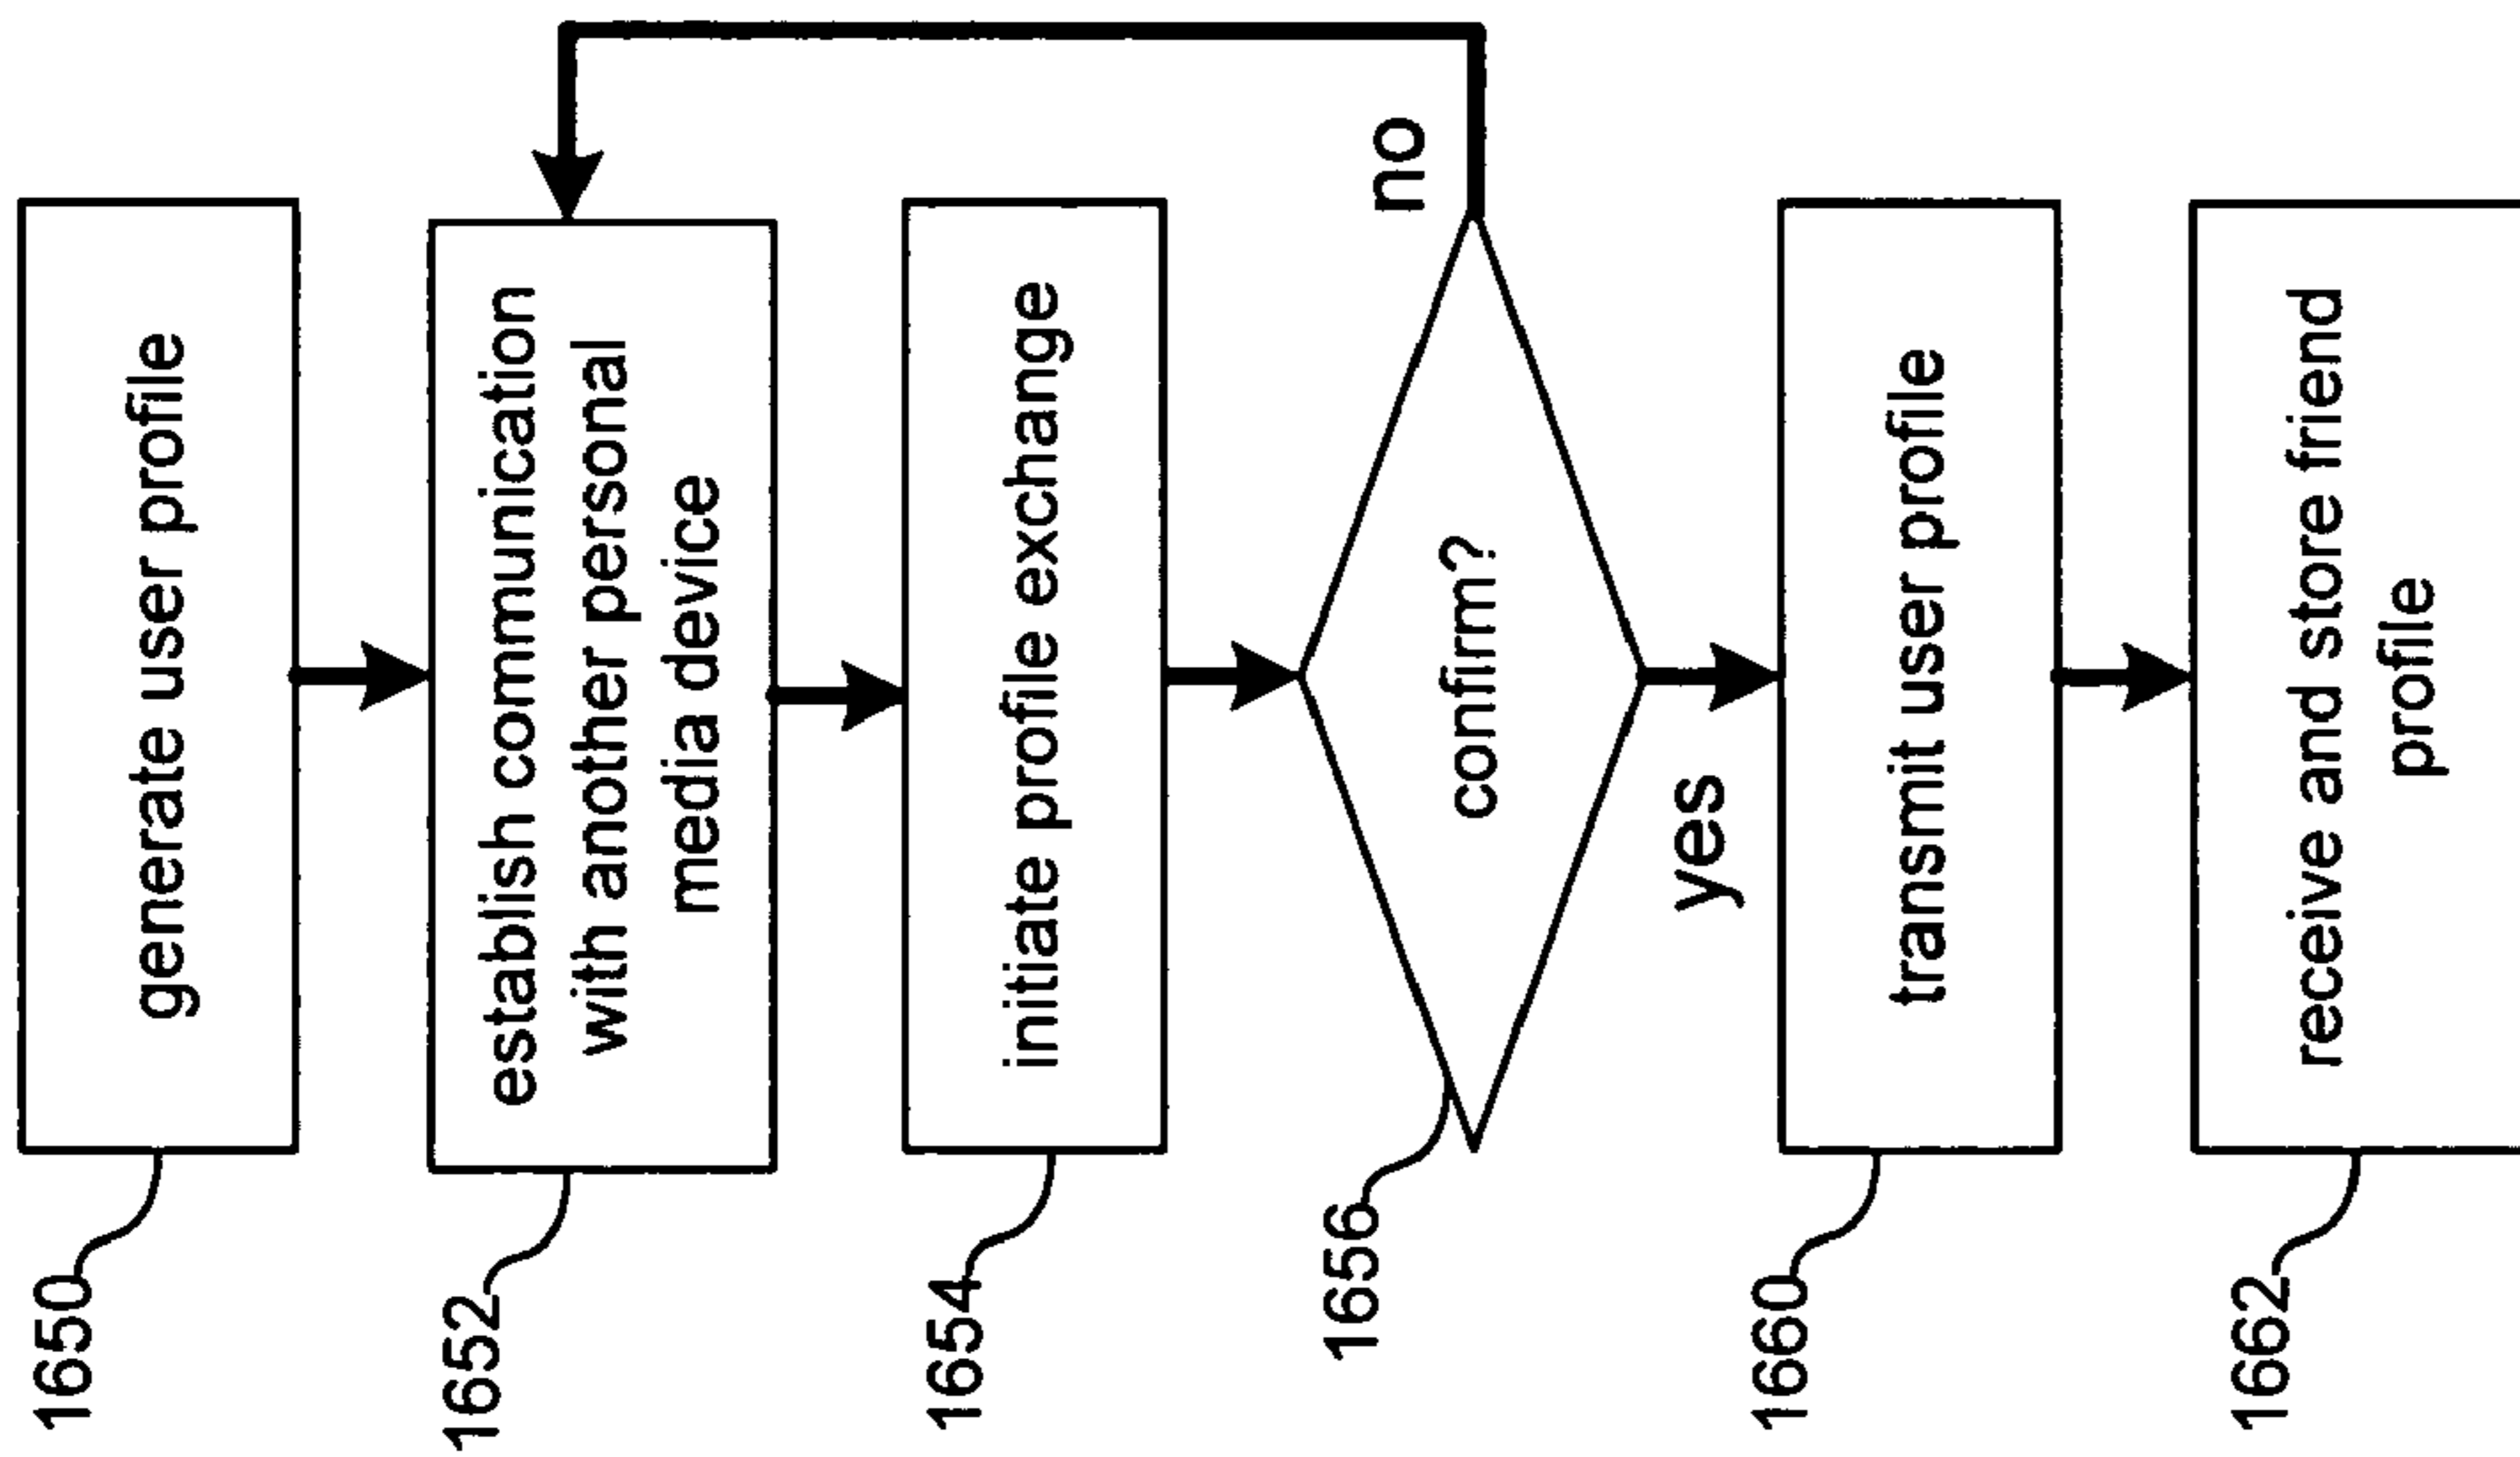 1650
generate user profile
1652
establish communication
with another personal
media device
1654
initiate profile exchange
1656
confirm?
no
yes
1660
transmit user profile
1662
receive and store friend
profile